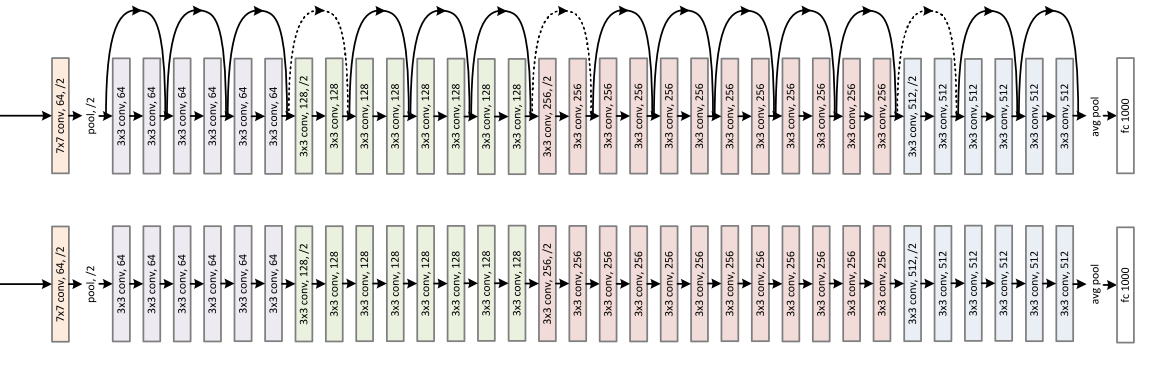 7x7 conv, 64, /2
pool, /2
3x3 conv, 64
3x3 conv, 64
3x3 conv, 64
3x3 conv, 64
3x3 conv, 64
3x3 conv, 64
3x3 conv, 128, /2
3x3 conv, 128
3x3 conv, 128
3x3 conv, 128
3x3 conv, 128
3x3 conv, 128
3x3 conv, 128
3x3 conv, 128
3x3 conv, 256, /2
3x3 conv, 256
3x3 conv, 256
3x3 conv, 256
3x3 conv, 256
3x3 conv, 256
3x3 conv, 256
3x3 conv, 256
3x3 conv, 256
3x3 conv, 256
3x3 conv, 256
3x3 conv, 256
3x3 conv, 512, /2
3x3 conv, 512
3x3 conv, 512
3x3 conv, 512
3x3 conv, 512
3x3 conv, 512
avg pool
fc 1000
7x7 conv, 64, /2
pool, /2
3x3 conv, 64
3x3 conv, 64
3x3 conv, 64
3x3 conv, 64
3x3 conv, 64
3x3 conv, 64
3x3 conv, 128, /2
3x3 conv, 128
3x3 conv, 128
3x3 conv, 128
3x3 conv, 128
3x3 conv, 128
3x3 conv, 128
3x3 conv, 128
3x3 conv, 256, /2
3x3 conv, 256
3x3 conv, 256
3x3 conv, 256
3x3 conv, 256
3x3 conv, 256
3x3 conv, 256
3x3 conv, 256
3x3 conv, 256
3x3 conv, 256
3x3 conv, 256
3x3 conv, 256
3x3 conv, 512, /2
3x3 conv, 512
3x3 conv, 512
3x3 conv, 512
3x3 conv, 512
3x3 conv, 512
avg pool
fc 1000